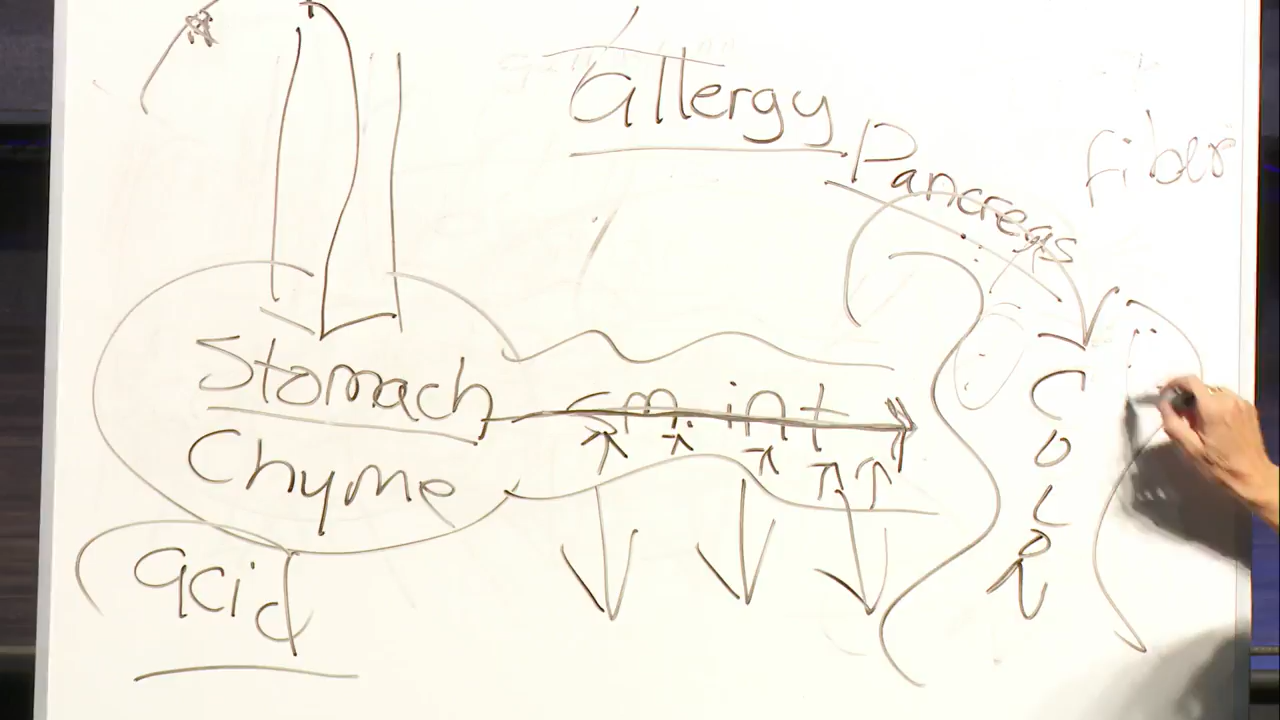 allergy
Pancreas
fiber
Stomach
Chyme
sm. int
Colon
acid